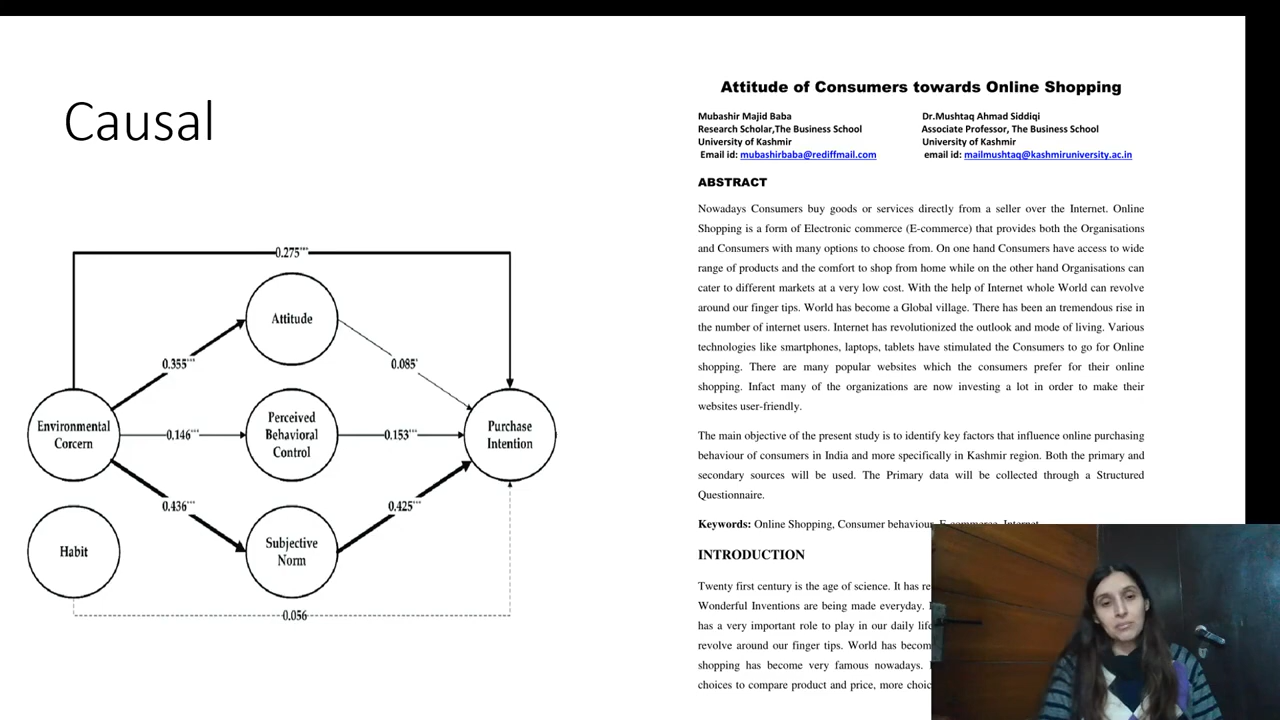 Causal
0.275***
Attitude
0.355***
0.085*
Environmental
Corcern
0.146***
Perceived
Behavioral
Control
0.153***
Purchase
Intention
0.436***
0.425***
Habit
Subjective
Norm
0.056
Attitude of Consumers towards Online Shopping
Mubashir Majid Baba
Research Scholar,The Business School
University of Kashmir
Email id: mubashirbaba@rediffmail.com
Dr.Mushtaq Ahmad Siddiqi
Associate Professor, The Business School
University of Kashmir
email id: mailmushtaq@kashmiruniversity.ac.in
ABSTRACT
Nowadays Consumers buy goods or services directly from a seller over the Internet. Online
Shopping is a form of Electronic commerce (E-commerce) that provides both the Organisations
and Consumers with many options to choose from. On one hand Consumers have access to wide
range of products and the comfort to shop from home while on the other hand Organisations can
cater to different markets at a very low cost. With the help of Internet whole World can revolve
around our finger tips. World has become a Global village. There has been an tremendous rise in
the number of internet users. Internet has revolutionized the outlook and mode of living. Various
technologies like smartphones, laptops, tablets have stimulated the Consumers to go for Online
shopping. There are many popular websites which the consumers prefer for their online
shopping. Infact many of the organizations are now investing a lot in order to make their
websites user-friendly.
The main objective of the present study is to identify key factors that influence online purchasing
behaviour of consumers in India and more specifically in Kashmir region. Both the primary and
secondary sources will be used. The Primary data will be collected through a Structured
Questionnaire.
Keywords: Online Shopping, Consumer behaviour, E-commerce, Internet
INTRODUCTION
Twenty first century is the age of science. It has re
Wonderful Inventions are being made everyday.
has a very important role to play in our daily life
revolve around our finger tips. World has becom
shopping has become very famous nowadays.
choices to compare product and price, more choic